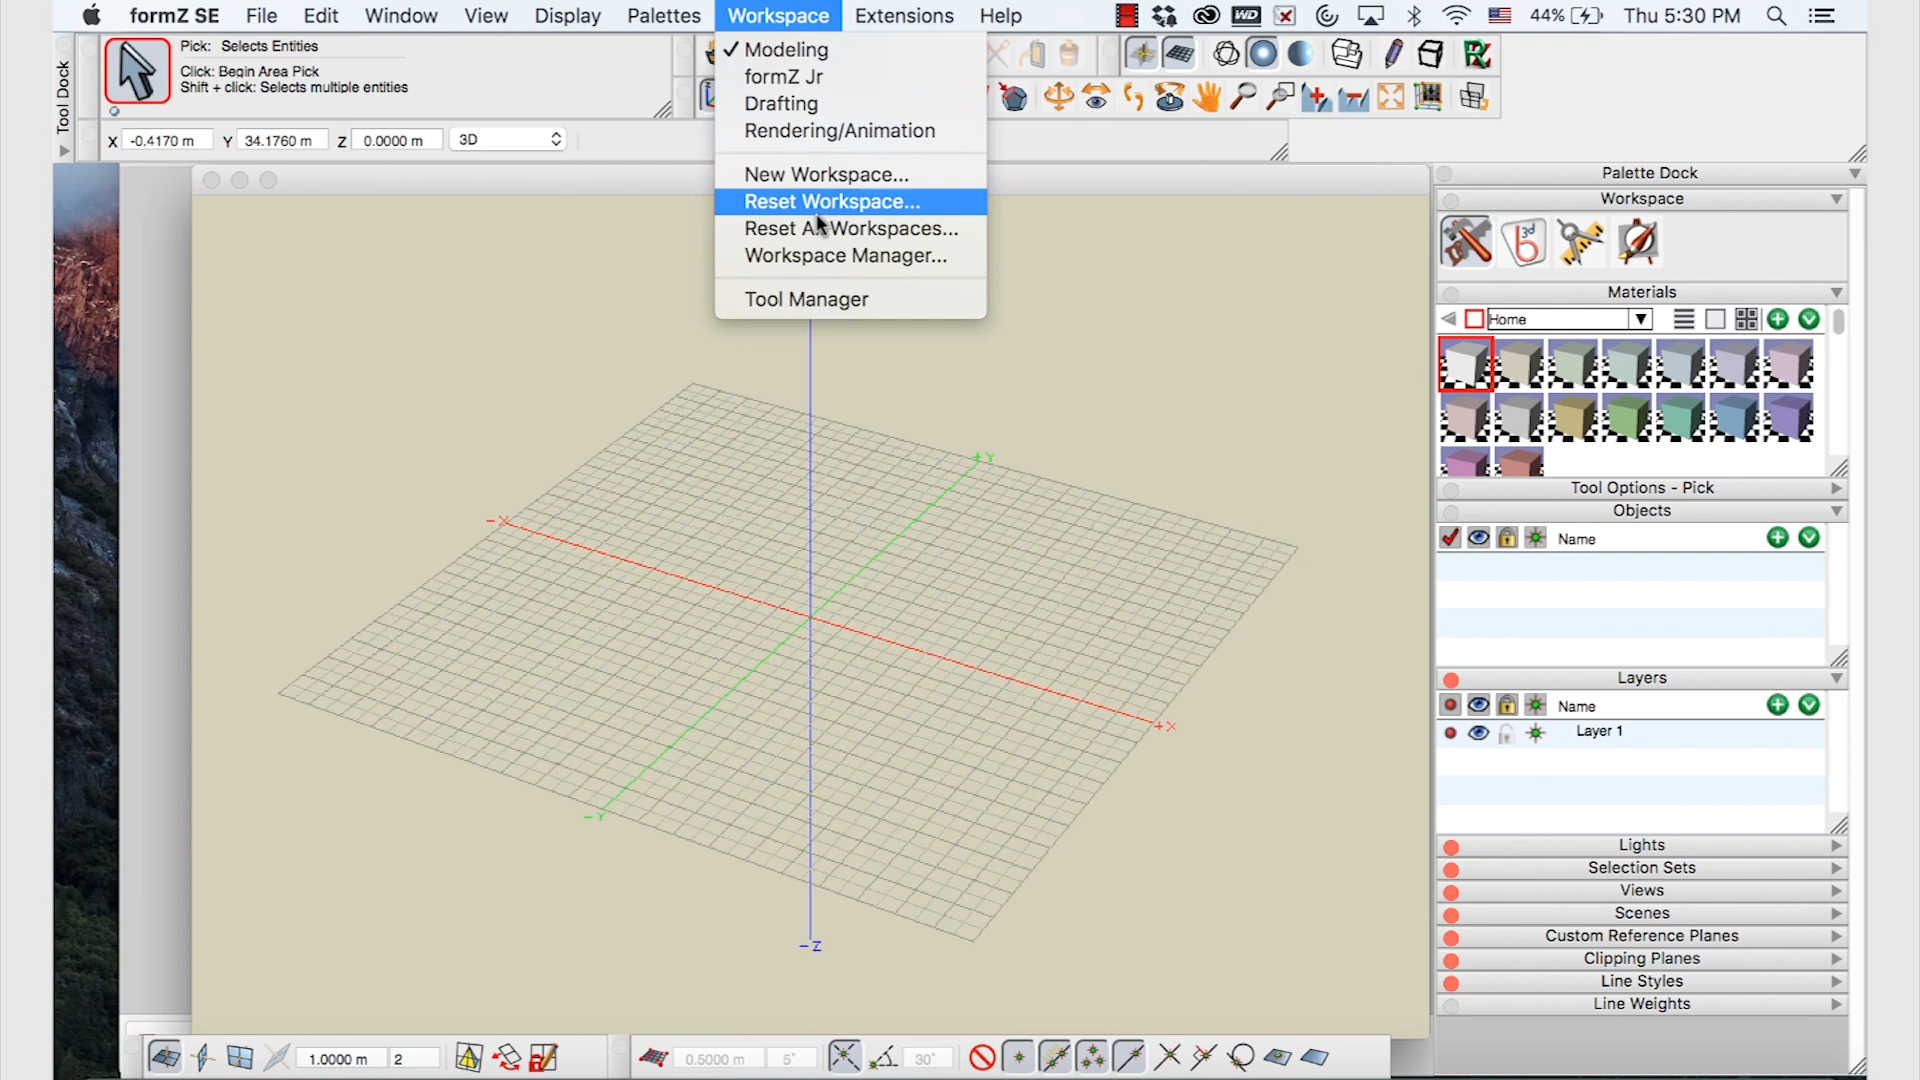 formZ SE File Edit Window View Display Palettes Workspace Extensions Help WD 44% Thu 5:30 PM
Tool Dock
Pick: Selects Entities
Click: Begin Area Pick
Shift + click: Selects multiple entities
X -0.4170 m Y 34.1760 m Z 0.0000 m 3D
Modeling
formZ Jr
Drafting
Rendering/Animation
New Workspace...
Reset Workspace...
Workspaces...
Workspace Manager...
Tool Manager
Palette Dock
Workspace
3d
Materials
Home
Tool Options - Pick
Objects
Name
Layers
Name
Layer 1
Lights
Selection Sets
Views
Scenes
Custom Reference Planes
Clipping Planes
Line Styles
Line Weights
+Y
-X
+X
-Y
-Z
1.0000 m 2 0.5000 m 5° 30°